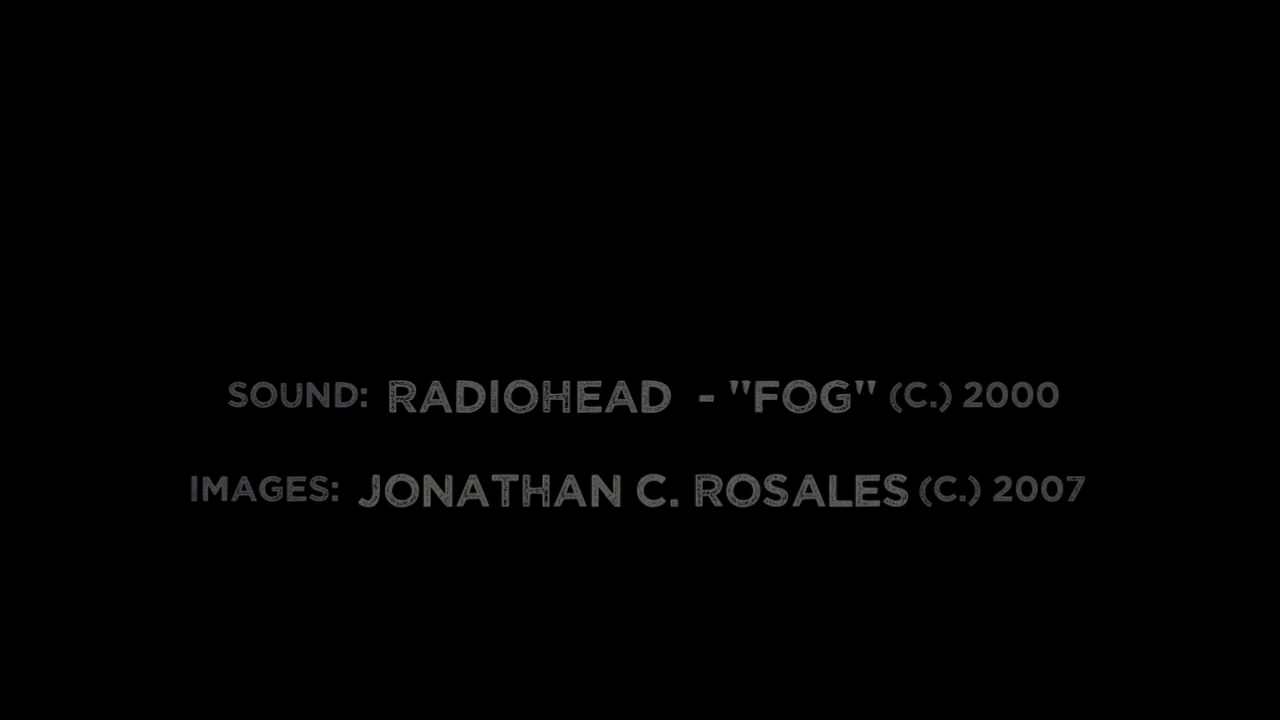 SOUND: RADIOHEAD - "FOG" (C.) 2000
IMAGES: JONATHAN C. ROSALES (C.) 2007